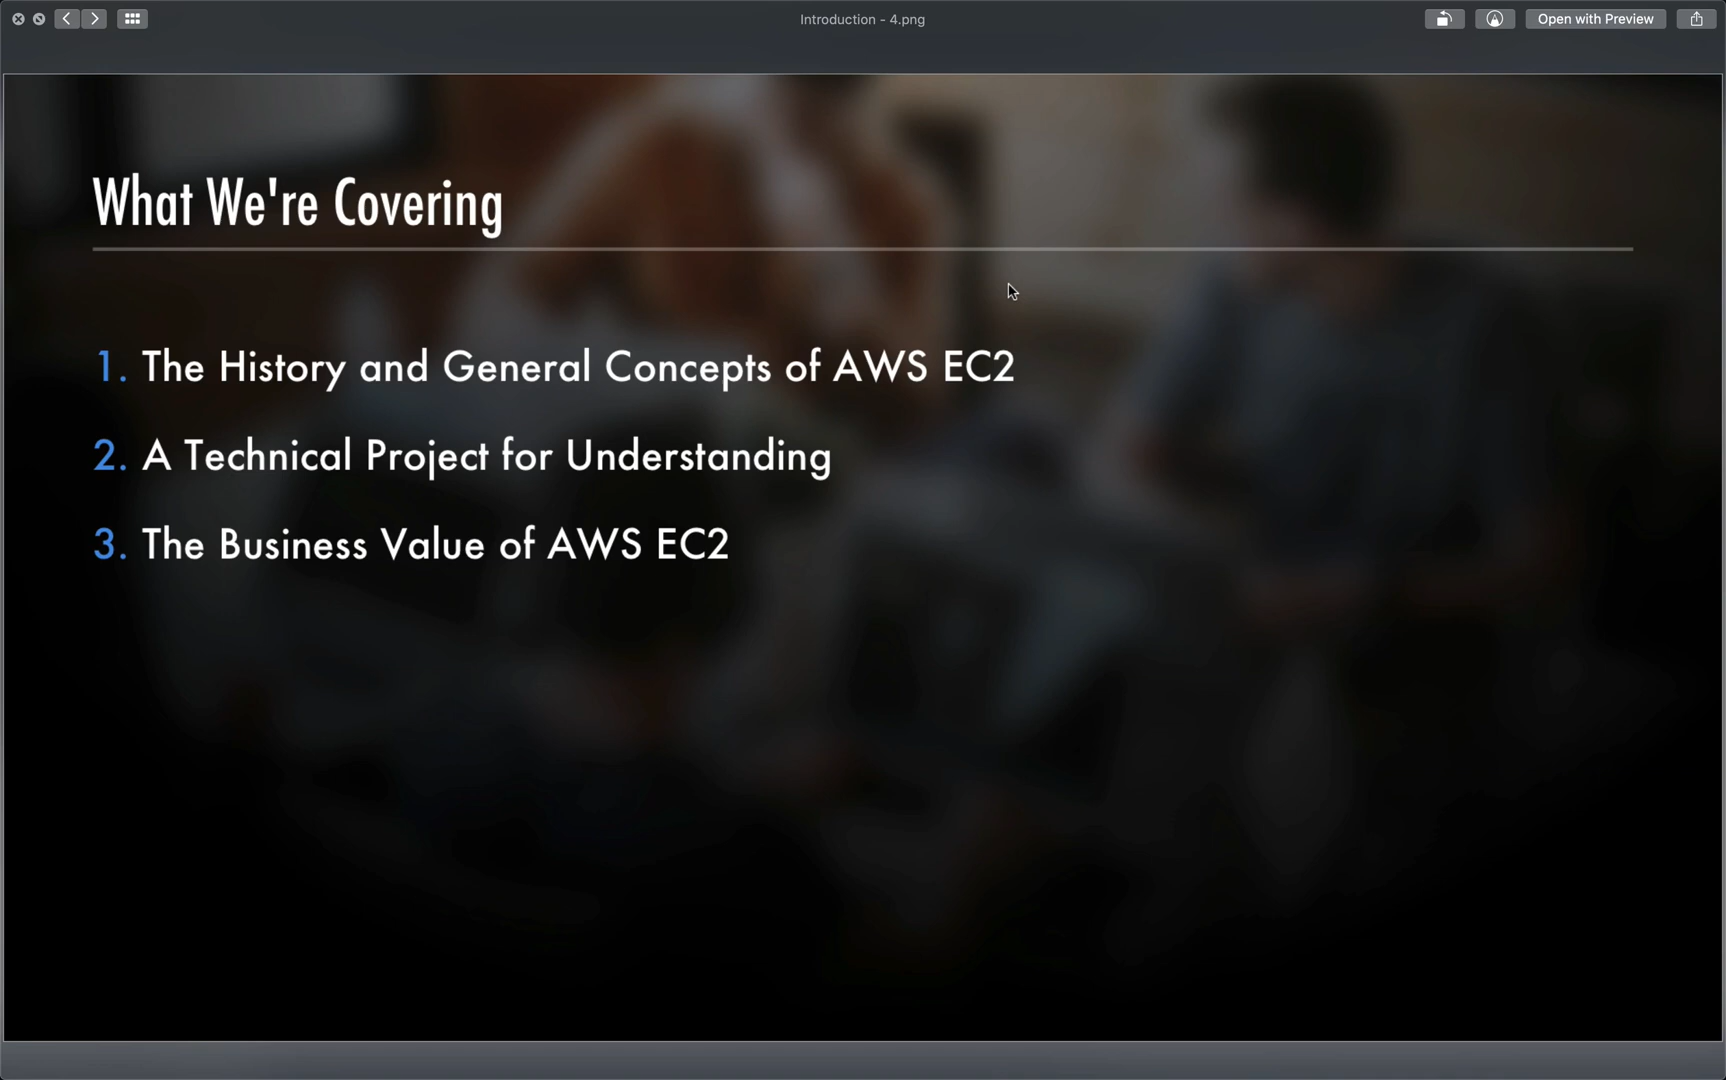 Introduction - 4.png
Open with Preview
What We're Covering
1. The History and General Concepts of AWS EC2
2. A Technical Project for Understanding
3. The Business Value of AWS EC2